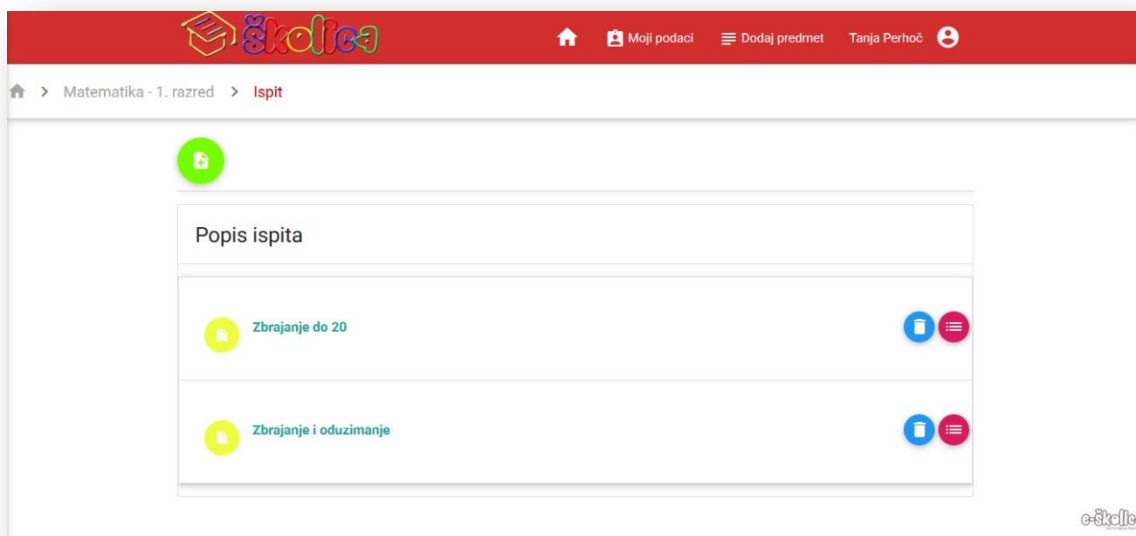 školica
Moji podaci
Dodaj predmet
Tanja Perhoč
Matematika - 1. razred > Ispit
Popis ispita
Zbrajanje do 20
Zbrajanje i oduzimanje
e-školica